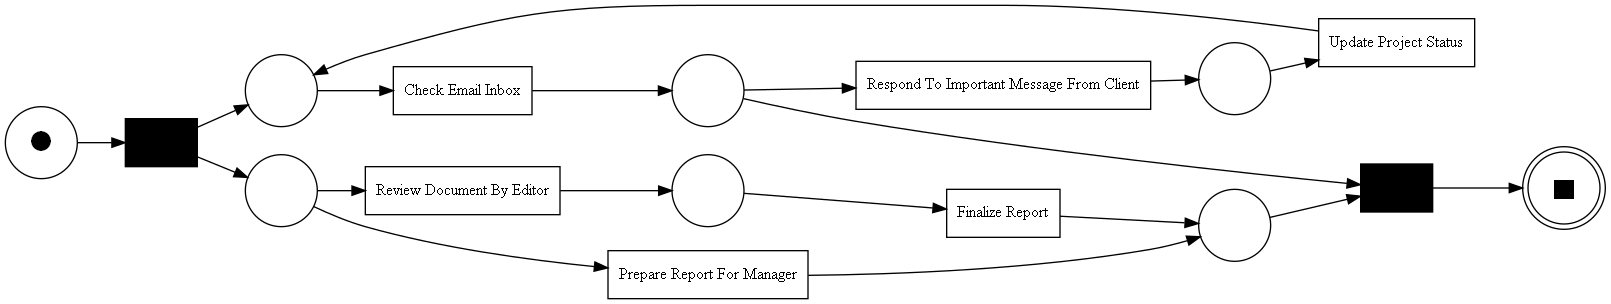 Update Project Status
Check Email Inbox
Respond To Important Message From Client
Review Document By Editor
Finalize Report
Prepare Report For Manager